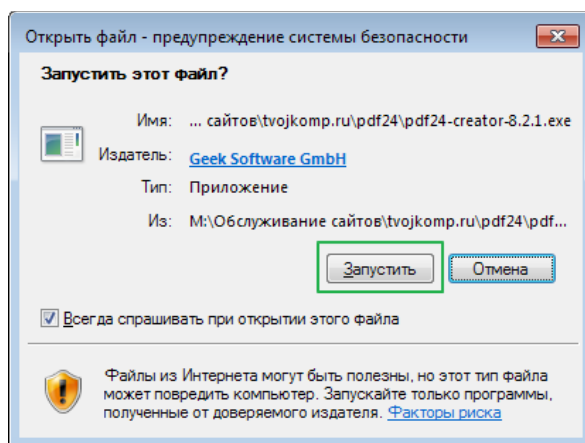 Открыть файл - предупреждение системы безопасности
Запустить этот файл?
Имя: ... сайтов\tvojkomp.ru\pdf24\pdf24-creator-8.2.1.exe
Издатель: Geek Software GmbH
Тип: Приложение
Из: M:\Обслуживание сайтов\tvojkomp.ru\pdf24\pdf...
Запустить Отмена
Всегда спрашивать при открытии этого файла
Файлы из Интернета могут быть полезны, но этот тип файла
может повредить компьютер. Запускайте только программы,
полученные от доверяемого издателя. Факторы риска